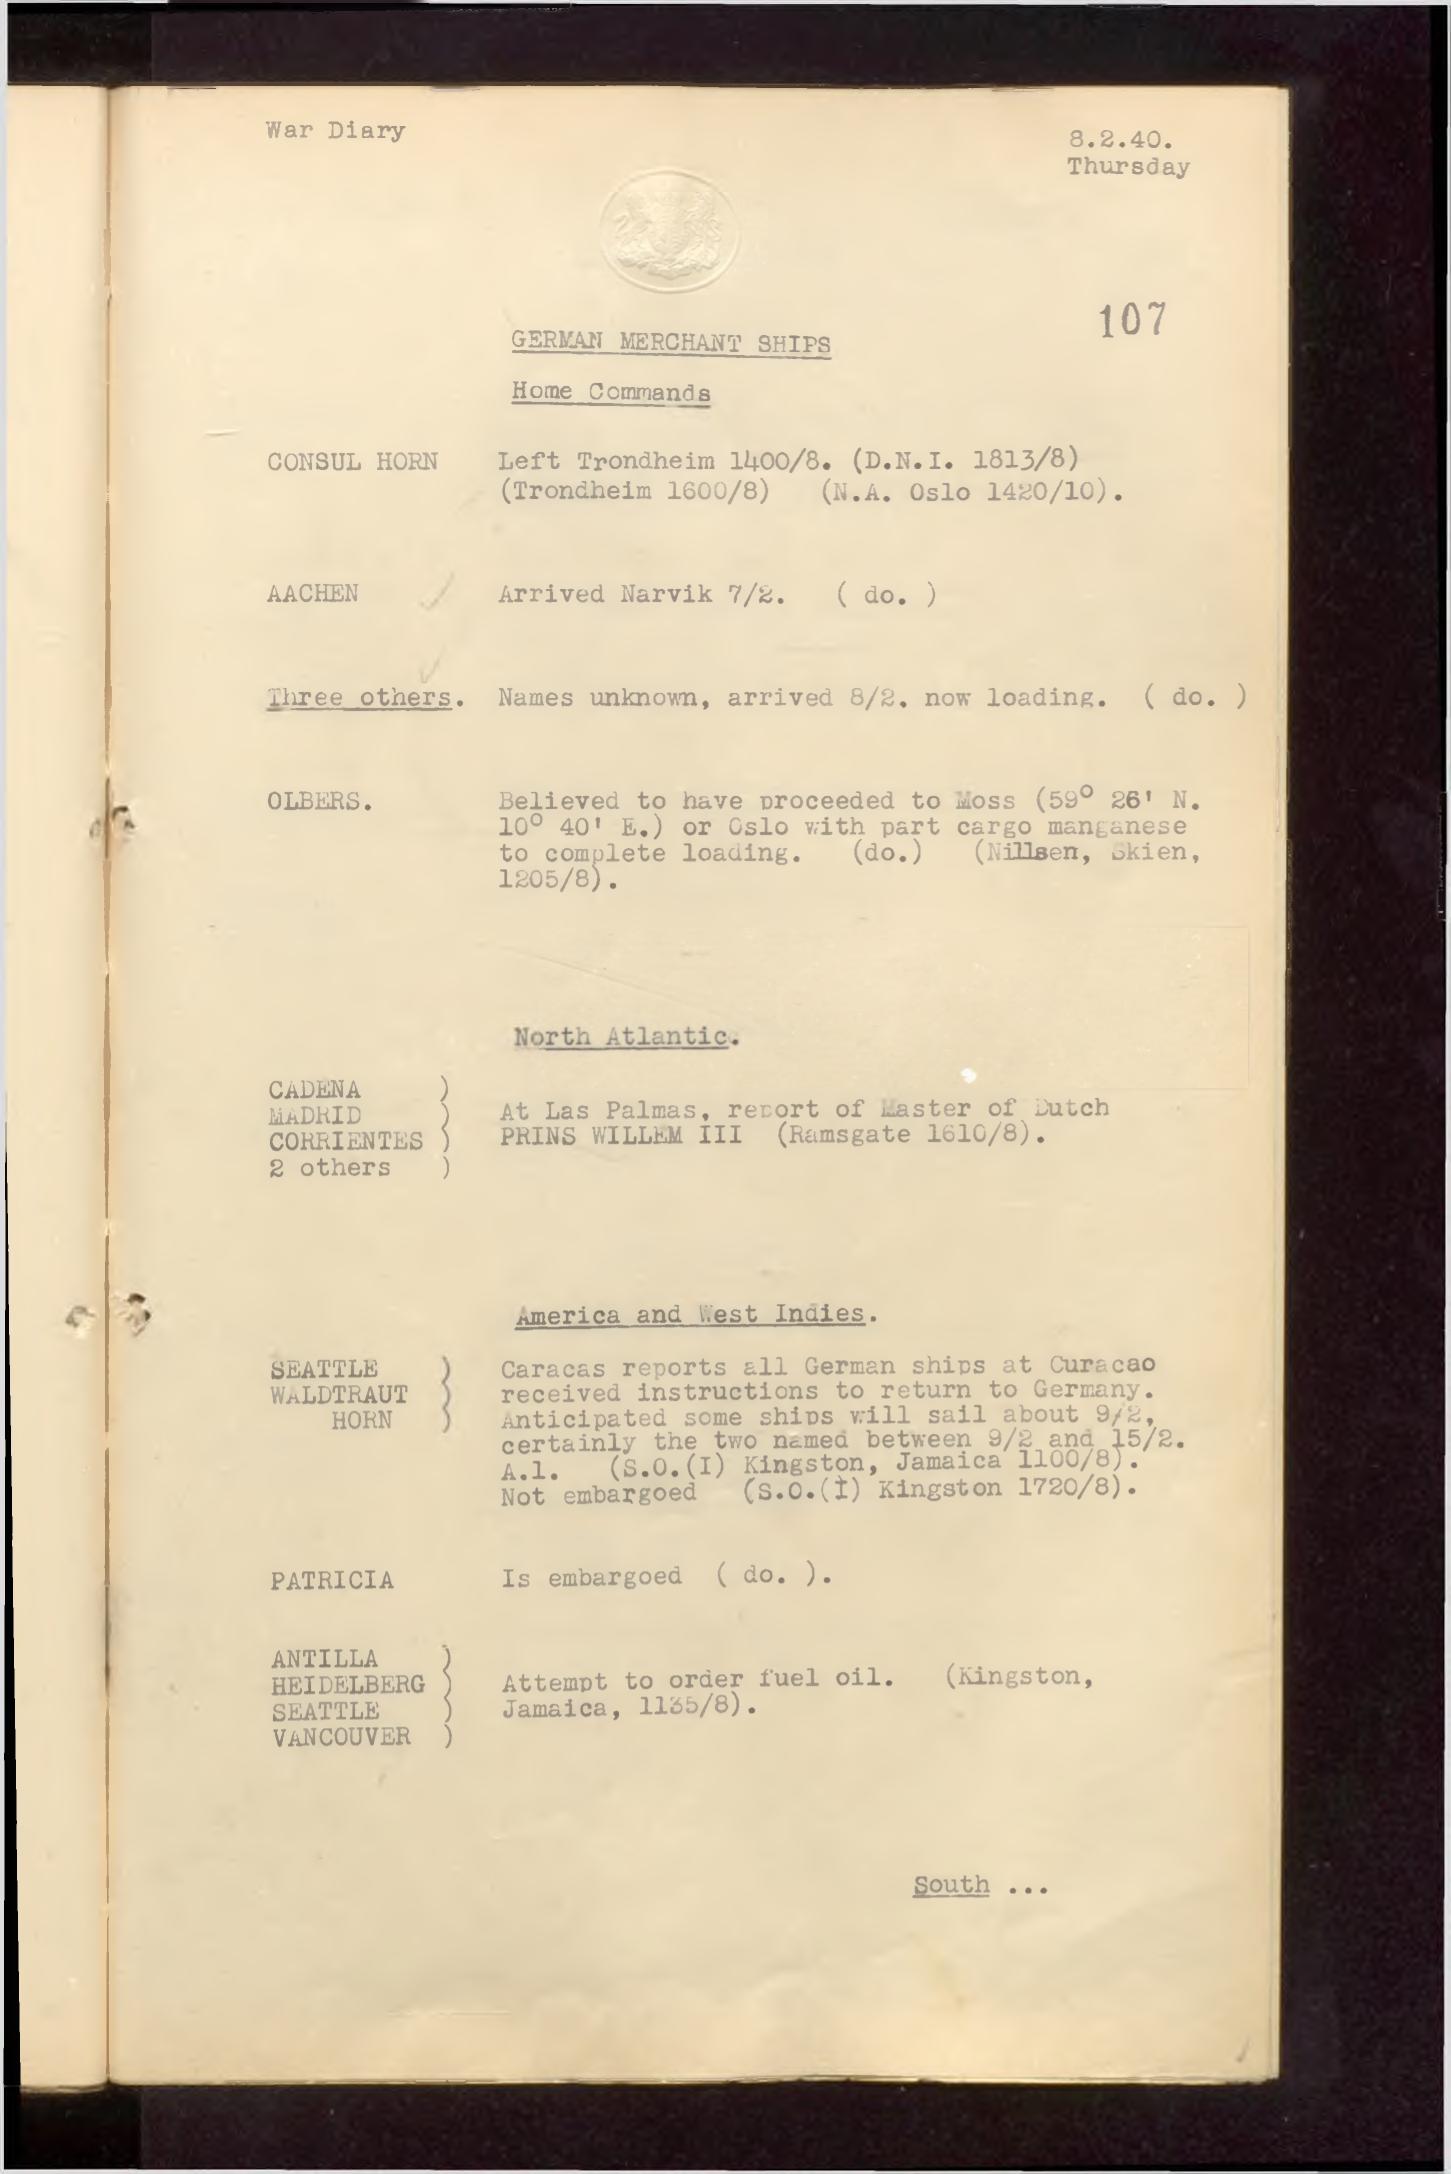 War Diary
8.2.40.
Thursday
107
GERMAN MERCHANT SHIPS
Home Commands
CONSUL HORN Left Trondheim 1400/8. (D.N.I. 1813/8)
(Trondheim 1600/8) (N.A. Oslo 1420/10).
AACHEN Arrived Narvik 7/2. ( do. )
Three others. Names unknown, arrived 8/2. now loading. ( do. )
OLBERS. Believed to have proceeded to Moss (59° 26' N.
10° 40' E.) or Oslo with part cargo manganese
to complete loading. (do.) (Nillsen, Skien,
1205/8).
North Atlantic.
CADENA )
MADRID ) At Las Palmas, report of Master of Dutch
CORRIENTES ) PRINS WILLEM III (Ramsgate 1610/8).
2 others )
America and West Indies.
SEATTLE ) Caracas reports all German ships at Curacao
WALDTRAUT ) received instructions to return to Germany.
HORN ) Anticipated some ships will sail about 9/2,
certainly the two named between 9/2 and 15/2.
A.1. (S.O.(I) Kingston, Jamaica 1100/8).
Not embargoed (S.O.(I) Kingston 1720/8).
PATRICIA Is embargoed ( do. ).
ANTILLA )
HEIDELBERG ) Attempt to order fuel oil. (Kingston,
SEATTLE ) Jamaica, 1135/8).
VANCOUVER )
South ...